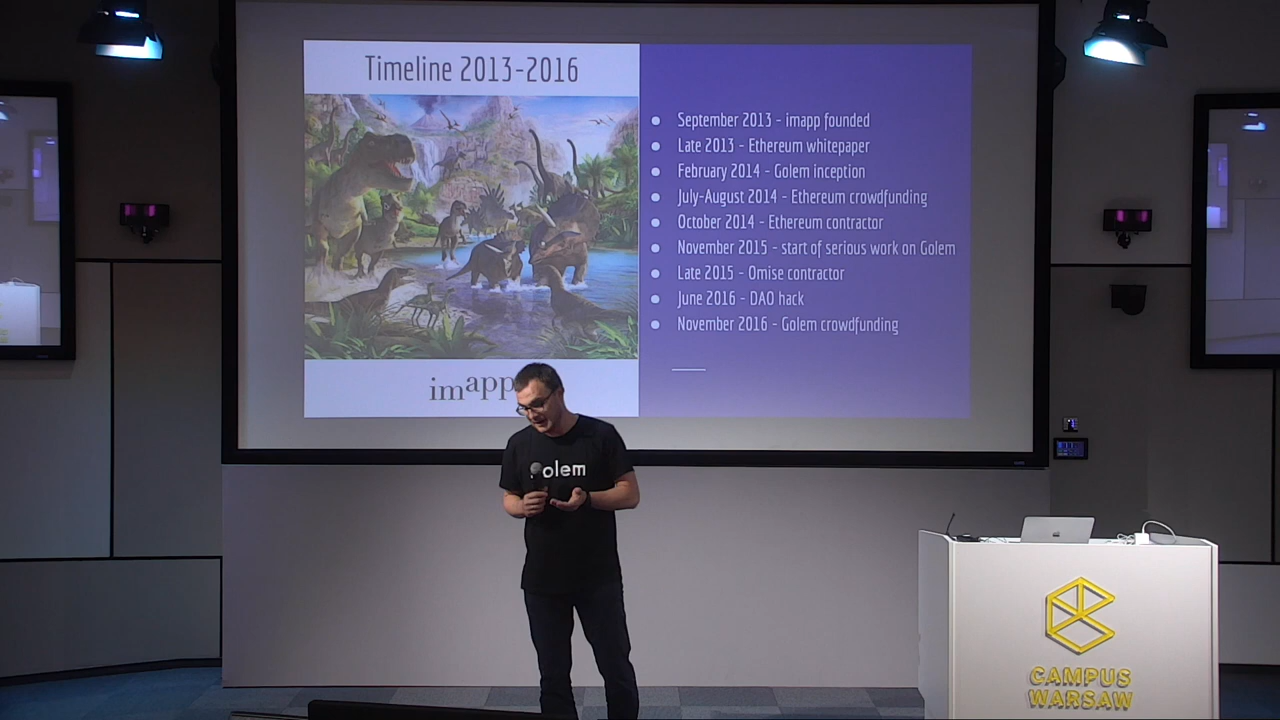 Timeline 2013-2016
September 2013 - imapp founded
Late 2013 - Ethereum whitepaper
February 2014 - Golem inception
July-August 2014 - Ethereum crowdfunding
October 2014 - Ethereum contractor
November 2015 - start of serious work on Golem
Late 2015 - Omise contractor
June 2016 - DAO hack
November 2016 - Golem crowdfunding
imapp
olem
CAMPUS
WARSAW